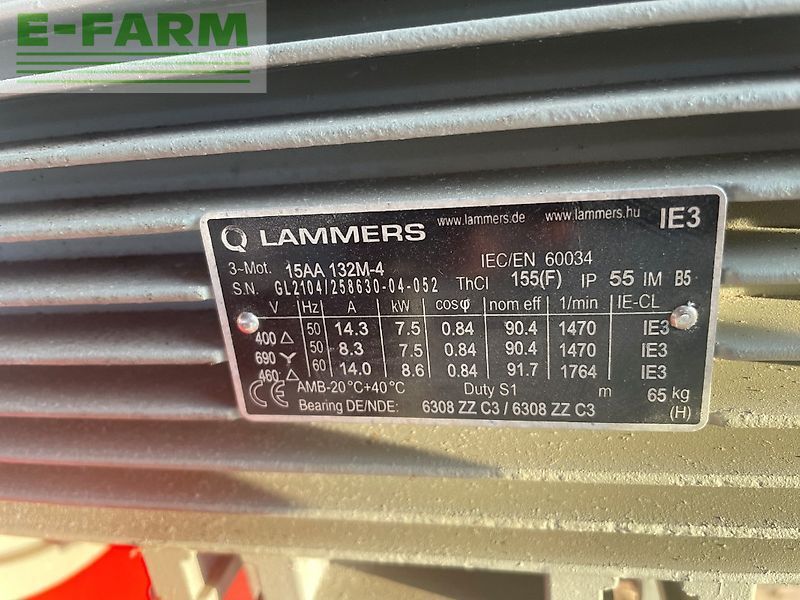 E-FARM
LAMMERS www.lammers.de www.lammers.hu IE3
3~Mot. 15AA 132M-4 IEC/EN 60034
S.N. GL2104/258630-04-052 ThCl 155(F) IP 55 IM B5
V Hz A kW cosφ nom eff 1/min IE-CL
400 △ 50 14.3 7.5 0.84 90.4 1470 IE3
690 Y 50 8.3 7.5 0.84 90.4 1470 IE3
460 △ 60 14.0 8.6 0.84 91.7 1764 IE3
CE AMB-20°C+40°C Duty S1 m 65 kg
Bearing DE/NDE: 6308 ZZ C3 / 6308 ZZ C3 (H)